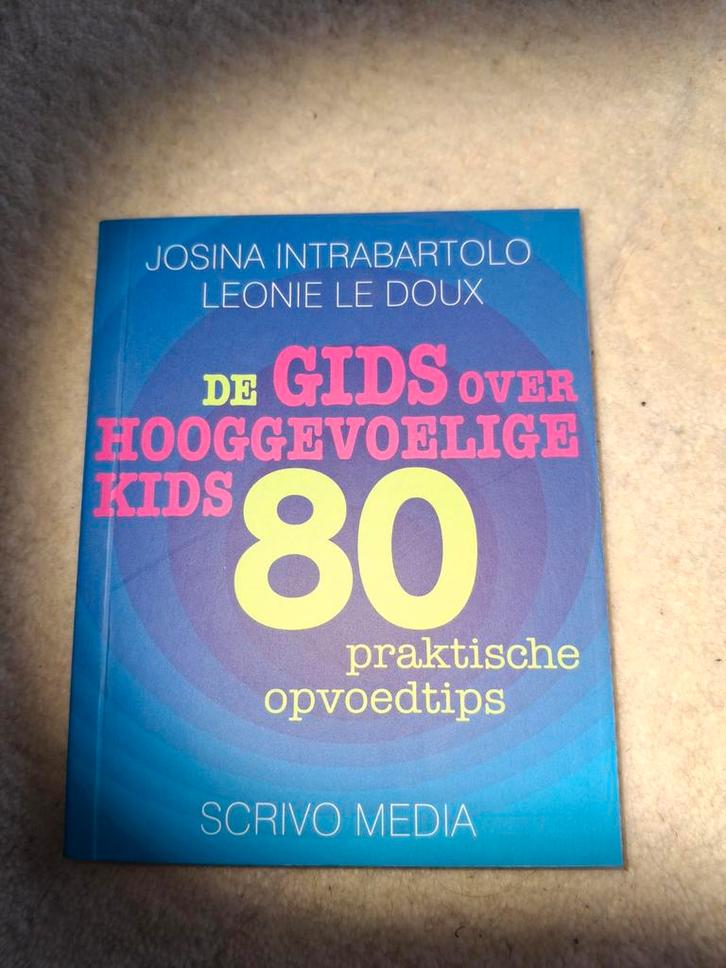 JOSINA INTRABARTOLO
LEONIE LE DOUX
DE GIDS OVER
HOOGGEVOELIGE
KIDS 80
praktische
opvoedtips
SCRIVO MEDIA